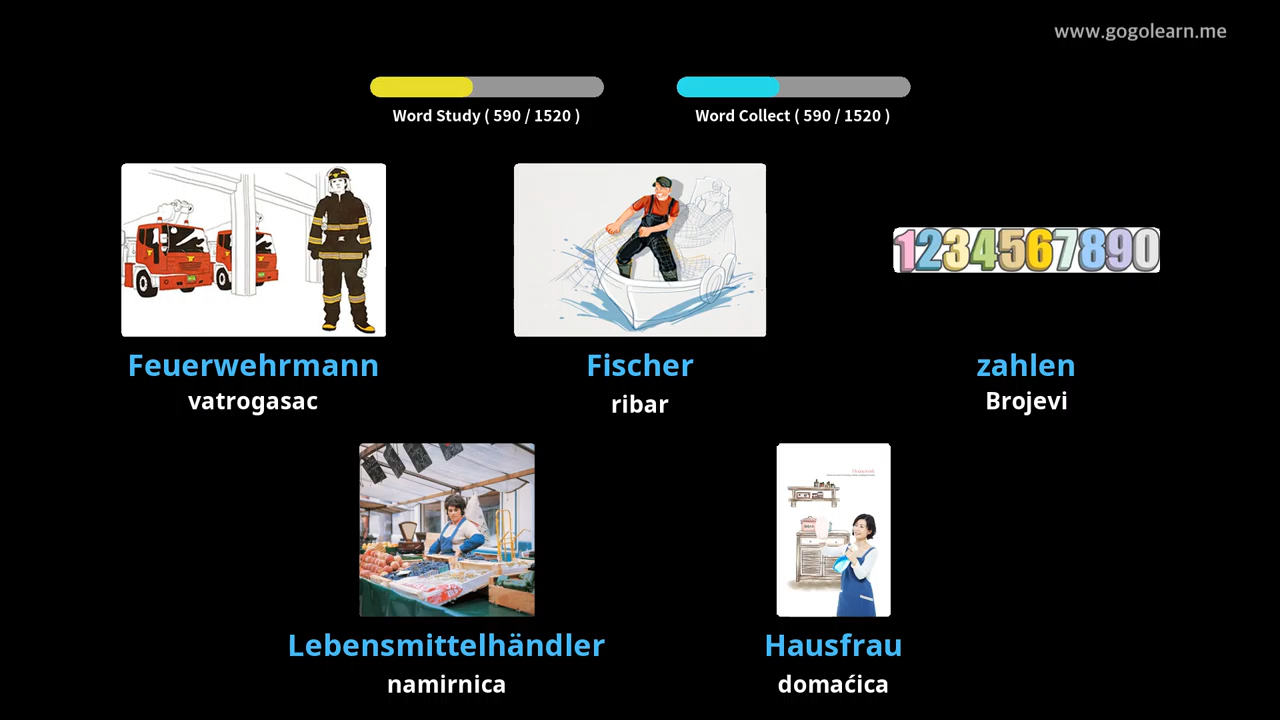 www.gogolearn.me
Word Study ( 590 / 1520 )
Word Collect ( 590 / 1520 )
1234567890
Feuerwehrmann
vatrogasac
Fischer
ribar
zahlen
Brojevi
Lebensmittelhändler
namirnica
Hausfrau
domaćica